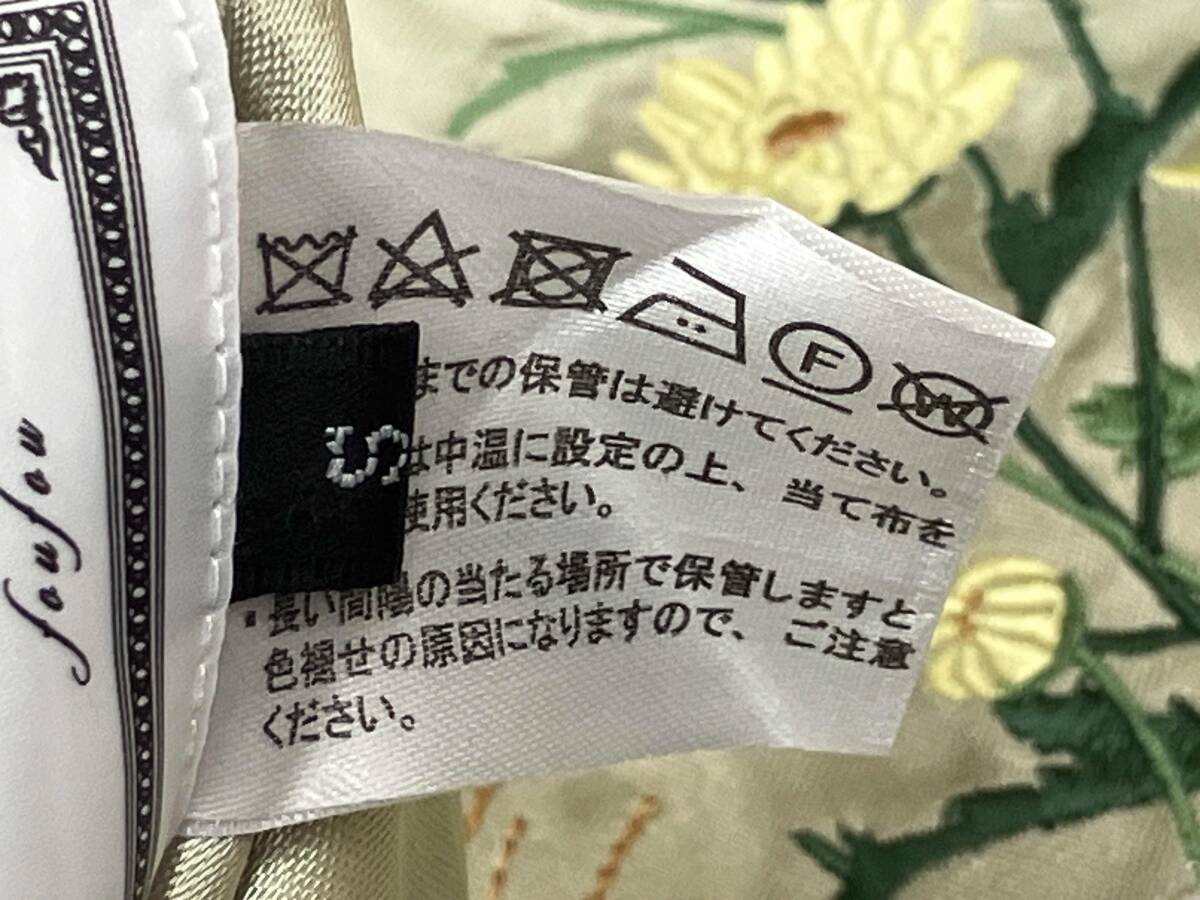 foufou
F
W
S
までの保管は避けてください。
は中温に設定の上、当て布を
使用ください。
・長い間陽の当たる場所で保管しますと
色褪せの原因になりますので、ご注意
ください。